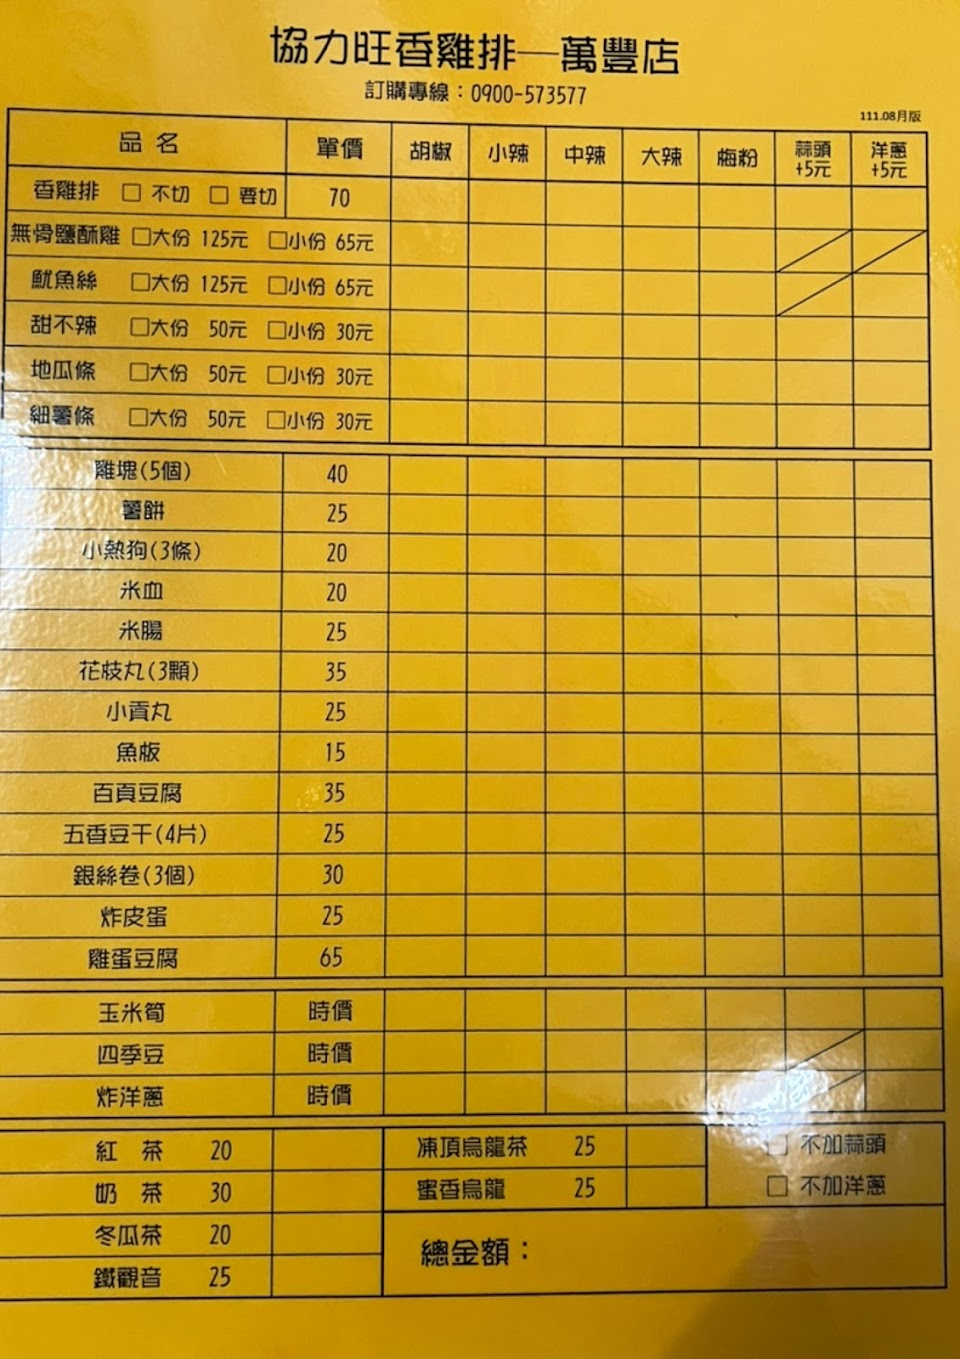 協力旺香雞排—萬豐店
訂購專線：0900-573577
111.08月版
品 名 單價 胡椒 小辣 中辣 大辣 梅粉 蒜頭 +5元 洋蔥 +5元
香雞排 □ 不切 □ 要切 70
無骨鹽酥雞 □大份 125元 □小份 65元
魷魚絲 □大份 125元 □小份 65元
甜不辣 □大份 50元 □小份 30元
地瓜條 □大份 50元 □小份 30元
細薯條 □大份 50元 □小份 30元
雞塊(5個) 40
薯餅 25
小熱狗(3條) 20
米血 20
米腸 25
花枝丸(3顆) 35
小貢丸 25
魚板 15
百頁豆腐 35
五香豆干(4片) 25
銀絲卷(3個) 30
炸皮蛋 25
雞蛋豆腐 65
玉米筍 時價
四季豆 時價
炸洋蔥 時價
紅 茶 20 凍頂烏龍茶 25 □ 不加蒜頭
奶 茶 30 蜜香烏龍 25 □ 不加洋蔥
冬瓜茶 20
鐵觀音 25
總金額：